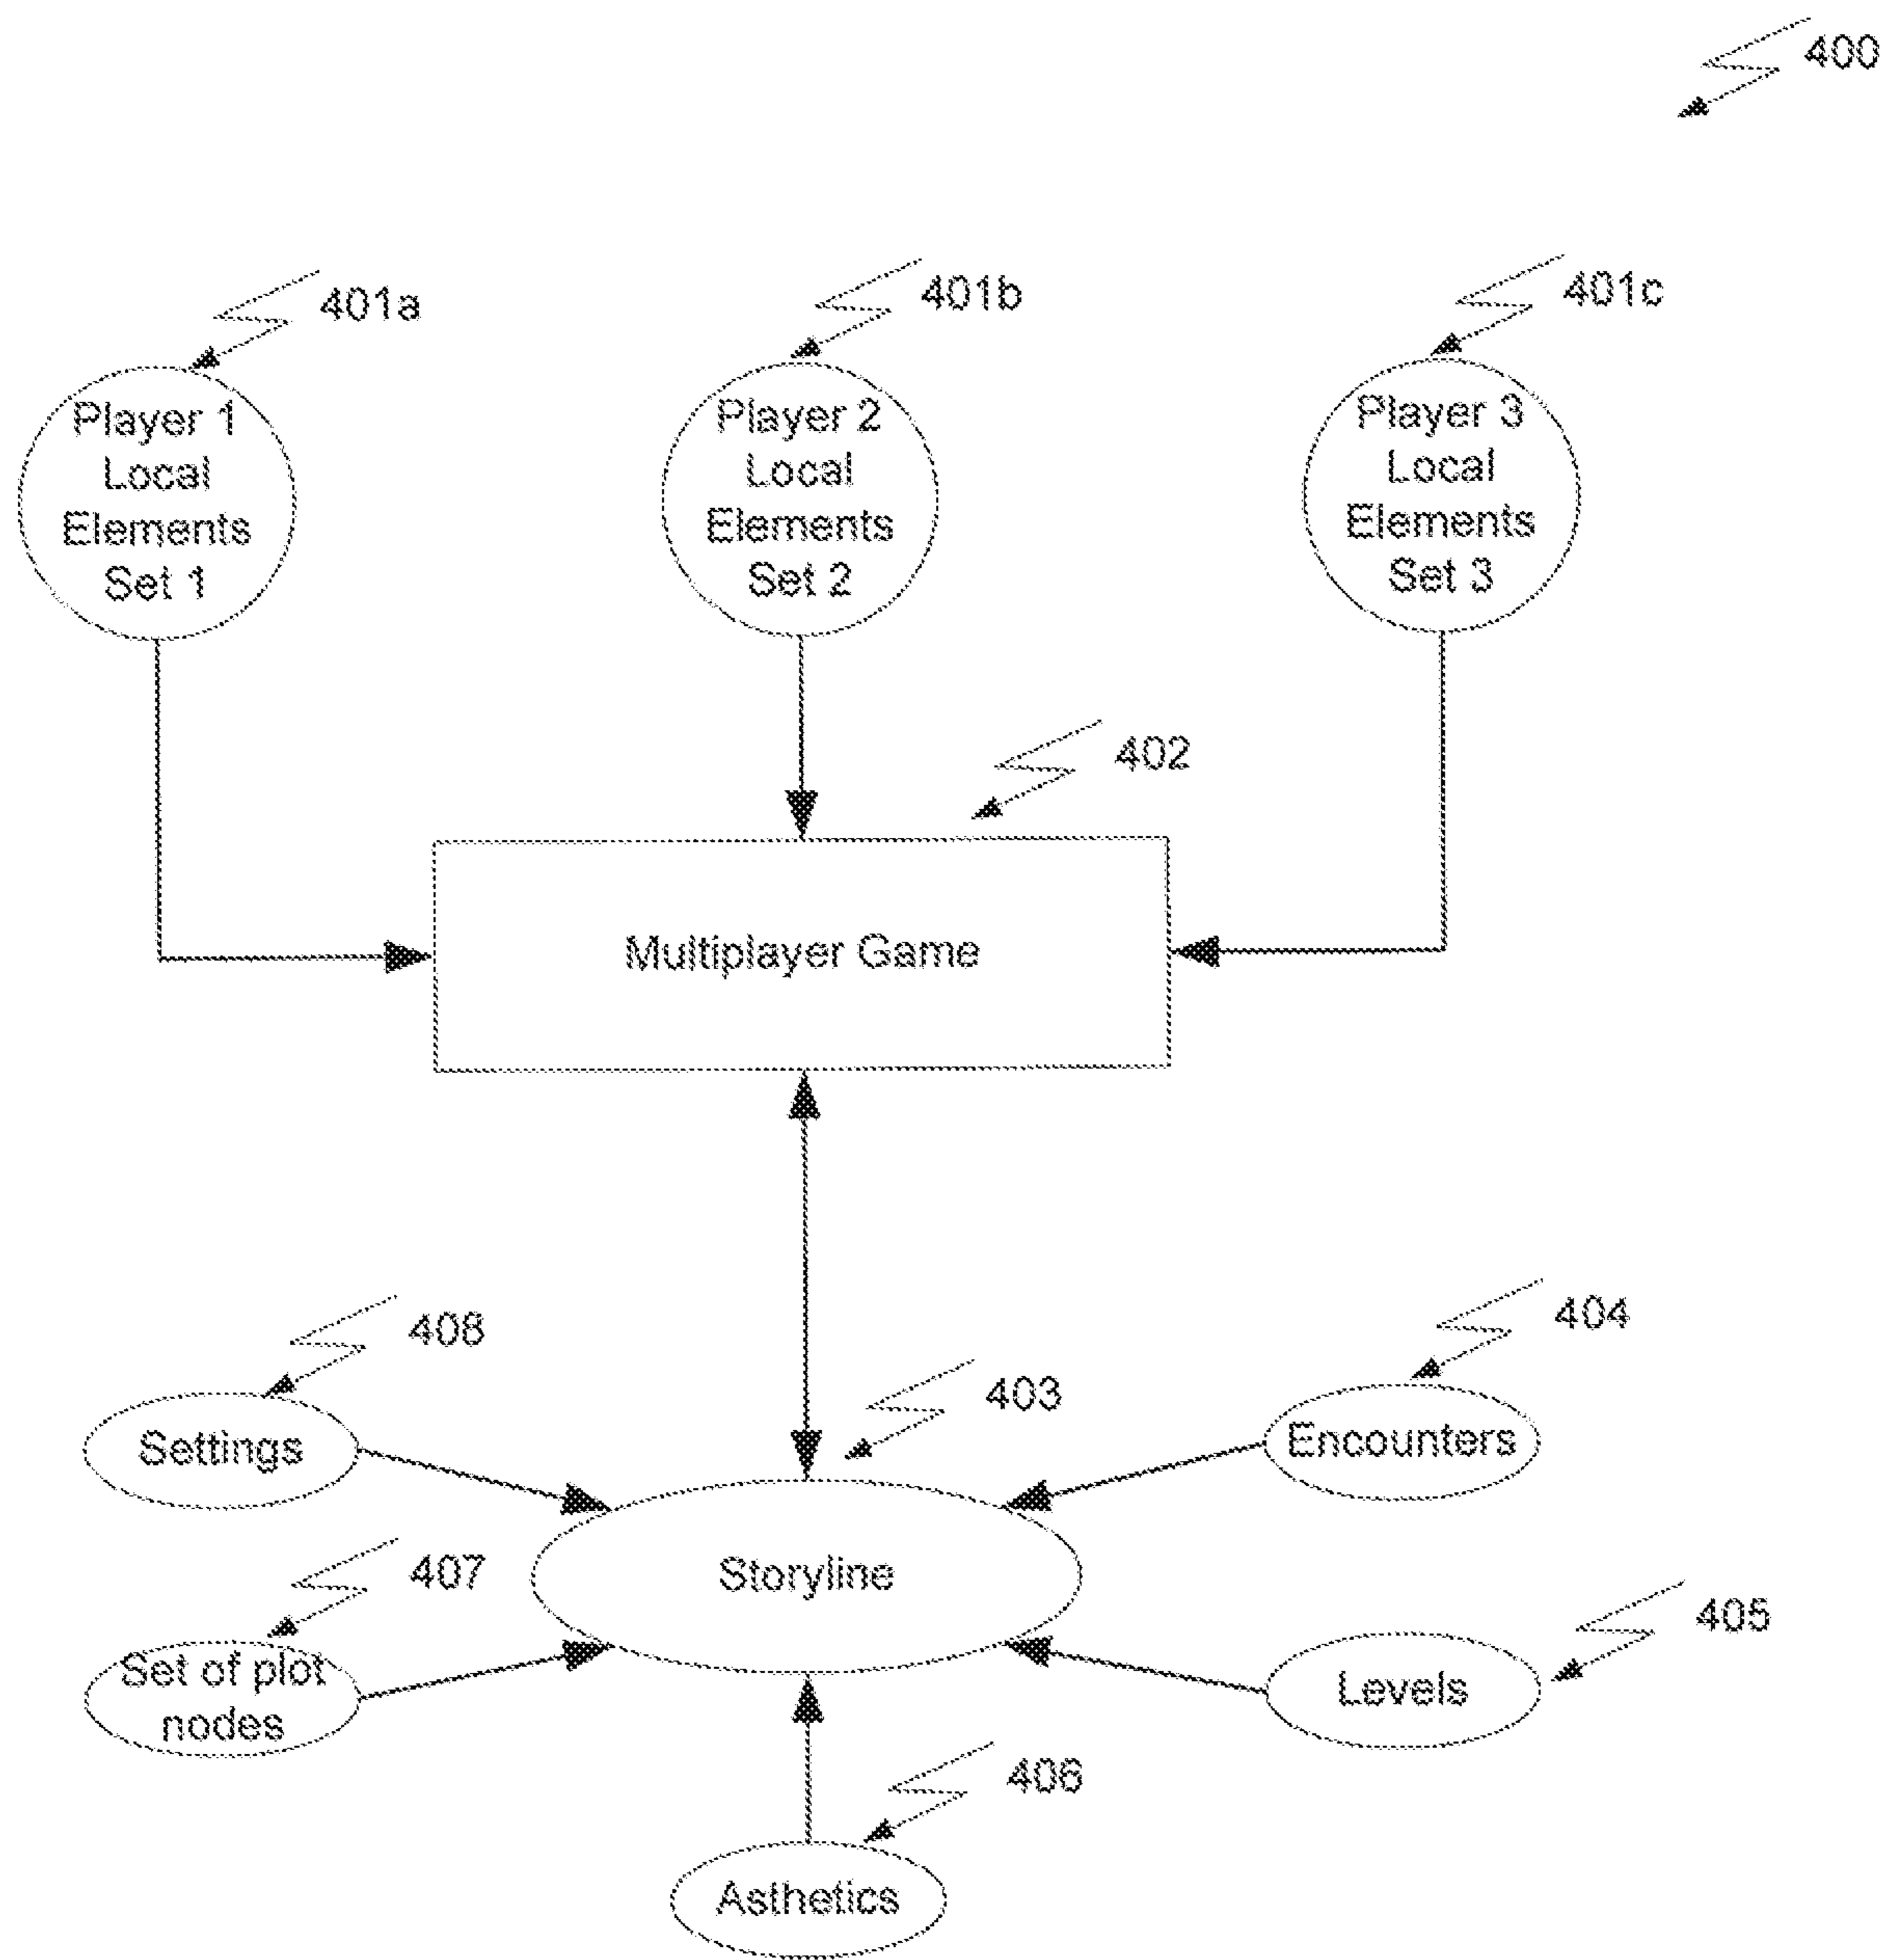 400
401a
401b
401c
Player 1
Local
Elements
Set 1
Player 2
Local
Elements
Set 2
Player 3
Local
Elements
Set 3
402
Multiplayer Game
408
404
403
Settings
Encounters
407
Storyline
405
Set of plot
nodes
Levels
406
Asthetics